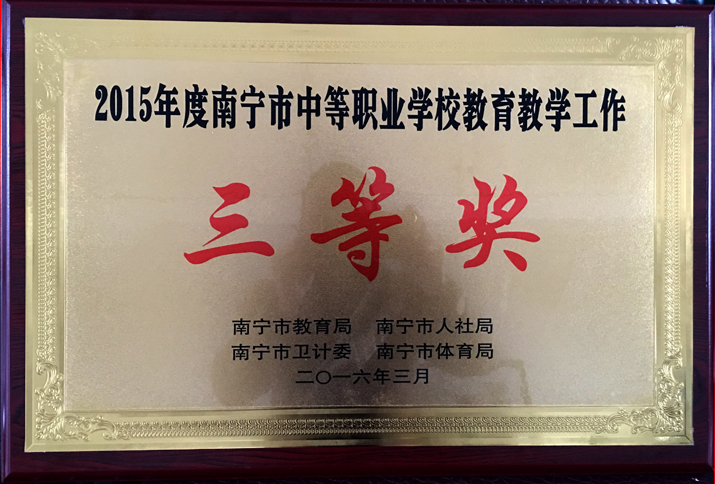 2015年度南宁市中等职业学校教育教学工作
三等奖
南宁市教育局 南宁市人社局
南宁市卫计委 南宁市体育局
二〇一六年三月